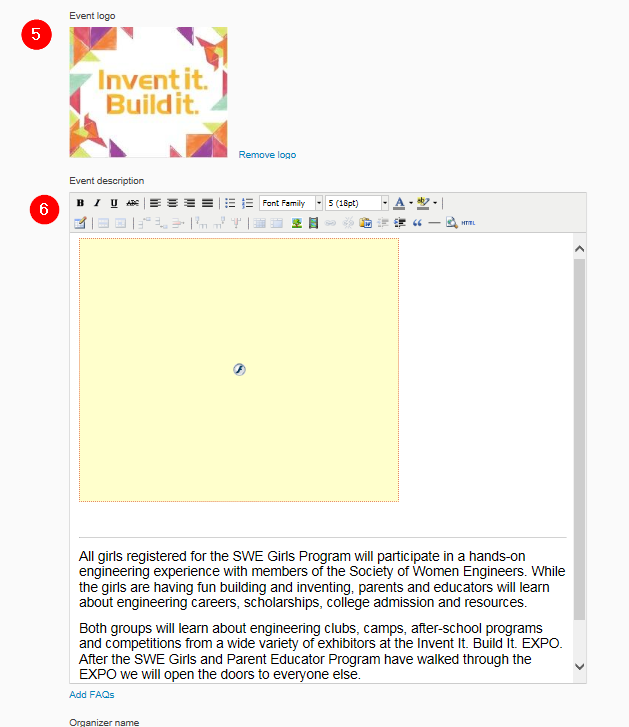 Event logo
5
Invent it.
Build it.
Remove logo
Event description
6
B I U ABC Font Family 5 (18pt) A ab
HTML
All girls registered for the SWE Girls Program will participate in a hands-on
engineering experience with members of the Society of Women Engineers. While
the girls are having fun building and inventing, parents and educators will learn
about engineering careers, scholarships, college admission and resources.
Both groups will learn about engineering clubs, camps, after-school programs
and competitions from a wide variety of exhibitors at the Invent It. Build It. EXPO.
After the SWE Girls and Parent Educator Program have walked through the
EXPO we will open the doors to everyone else.
Add FAQs
Organizer name